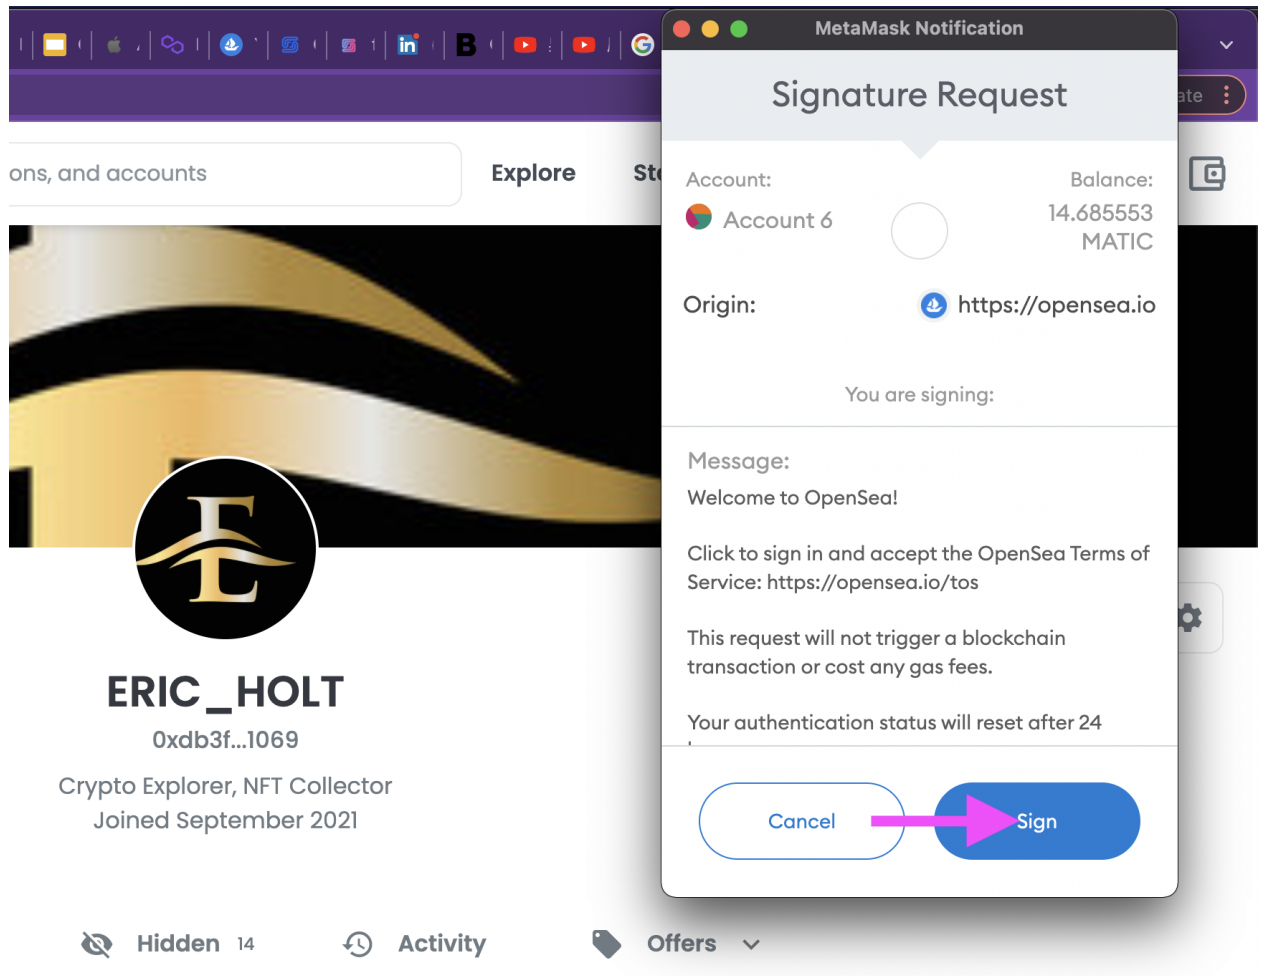 MetaMask Notification
Signature Request
ate
ons, and accounts
Explore
Account:
Balance:
Account 6
14.685553
MATIC
Origin:
https://opensea.io
You are signing:
Message:
Welcome to OpenSea!
Click to sign in and accept the OpenSea Terms of
Service: https://opensea.io/tos
This request will not trigger a blockchain
transaction or cost any gas fees.
Your authentication status will reset after 24
Cancel
Sign
E
ERIC_HOLT
0xdb3f...1069
Crypto Explorer, NFT Collector
Joined September 2021
Hidden 14
Activity
Offers